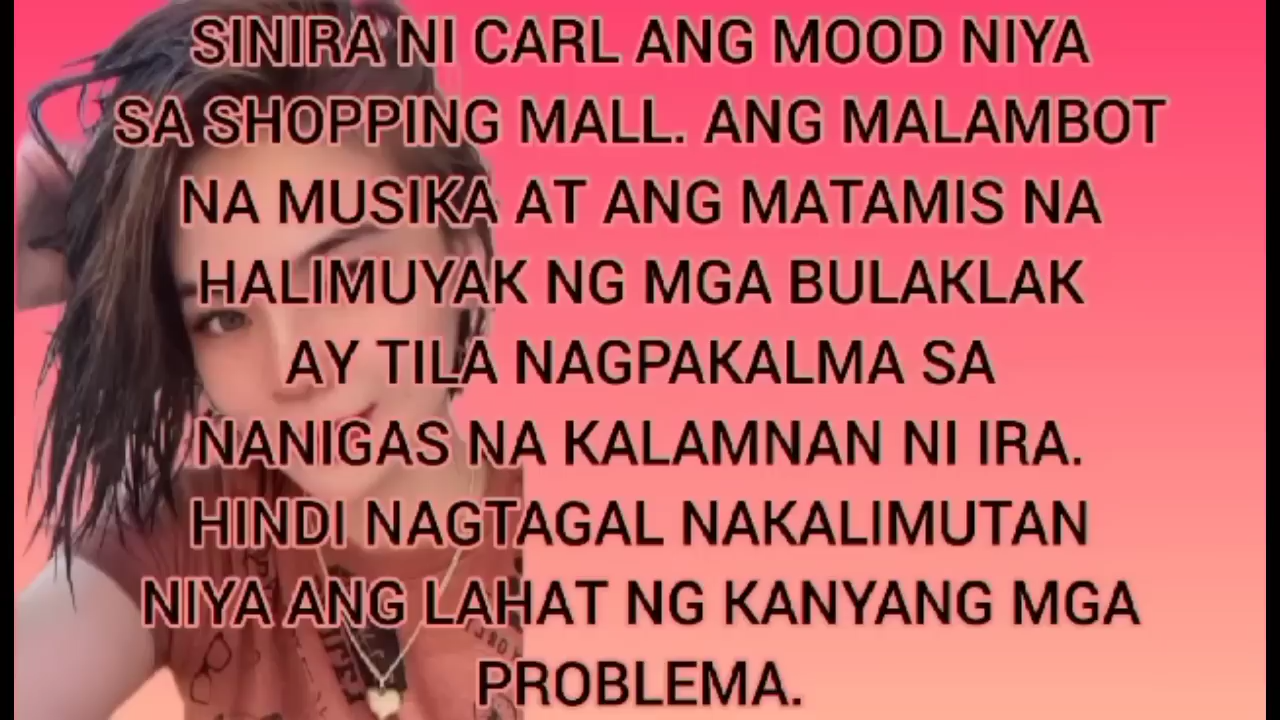 SINIRA NI CARL ANG MOOD NIYA
SA SHOPPING MALL. ANG MALAMBOT
NA MUSIKA AT ANG MATAMIS NA
HALIMUYAK NG MGA BULAKLAK
AY TILA NAGPAKALMA SA
NANIGAS NA KALAMNAN NI IRA.
HINDI NAGTAGAL NAKALIMUTAN
NIYA ANG LAHAT NG KANYANG MGA
PROBLEMA.